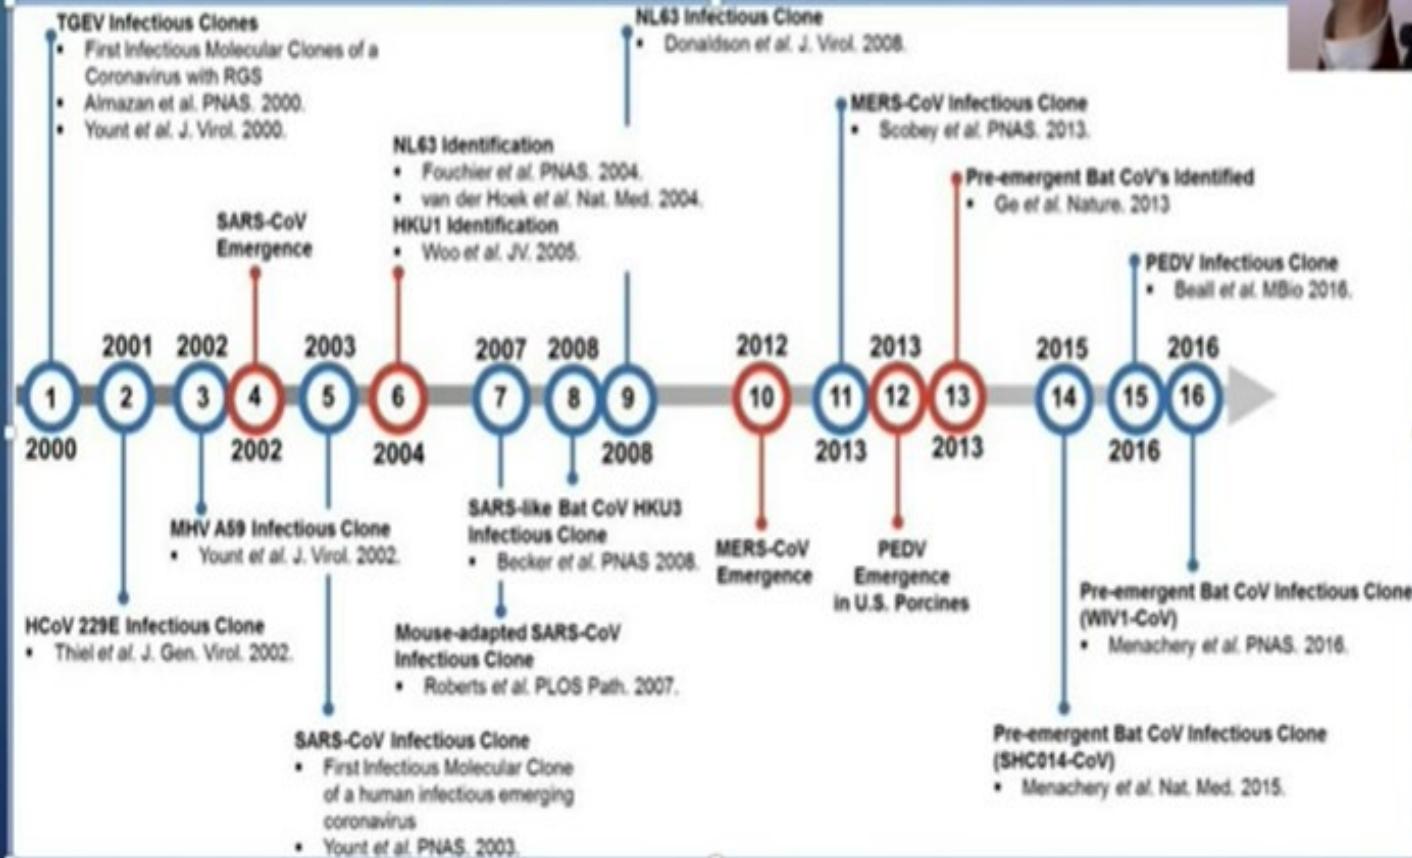 TGEV Infectious Clones
• First Infectious Molecular Clones of a
Coronavirus with RGS
• Almazan et al. PNAS. 2000.
• Yount et al. J. Virol. 2000.
NL63 Infectious Clone
• Donaldson et al. J. Virol. 2008.
MERS-CoV Infectious Clone
• Scobey et al. PNAS. 2013.
NL63 Identification
• Fouchier et al. PNAS. 2004.
• van der Hoek et al. Nat. Med. 2004.
HKU1 Identification
• Woo et al. JV. 2005.
Pre-emergent Bat CoV's Identified
• Ge et al. Nature. 2013
SARS-CoV
Emergence
PEDV Infectious Clone
• Beall et al. MBio 2016.
2001 2002 2003 2007 2008 2012 2013 2015 2016
1 2 3 4 5 6 7 8 9 10 11 12 13 14 15 16
2000 2002 2004 2008 2013 2013 2016
MHV A59 Infectious Clone
• Yount et al. J. Virol. 2002.
SARS-like Bat CoV HKU3
Infectious Clone
• Becker et al. PNAS 2008.
MERS-CoV
Emergence
PEDV
Emergence
in U.S. Porcines
HCoV 229E Infectious Clone
• Thiel et al. J. Gen. Virol. 2002.
Mouse-adapted SARS-CoV
Infectious Clone
• Roberts et al. PLOS Path. 2007.
Pre-emergent Bat CoV Infectious Clone
(WIV1-CoV)
• Menachery et al. PNAS. 2016.
SARS-CoV Infectious Clone
• First Infectious Molecular Clone
of a human infectious emerging
coronavirus
• Yount et al. PNAS. 2003.
Pre-emergent Bat CoV Infectious Clone
(SHC014-CoV)
• Menachery et al. Nat. Med. 2015.